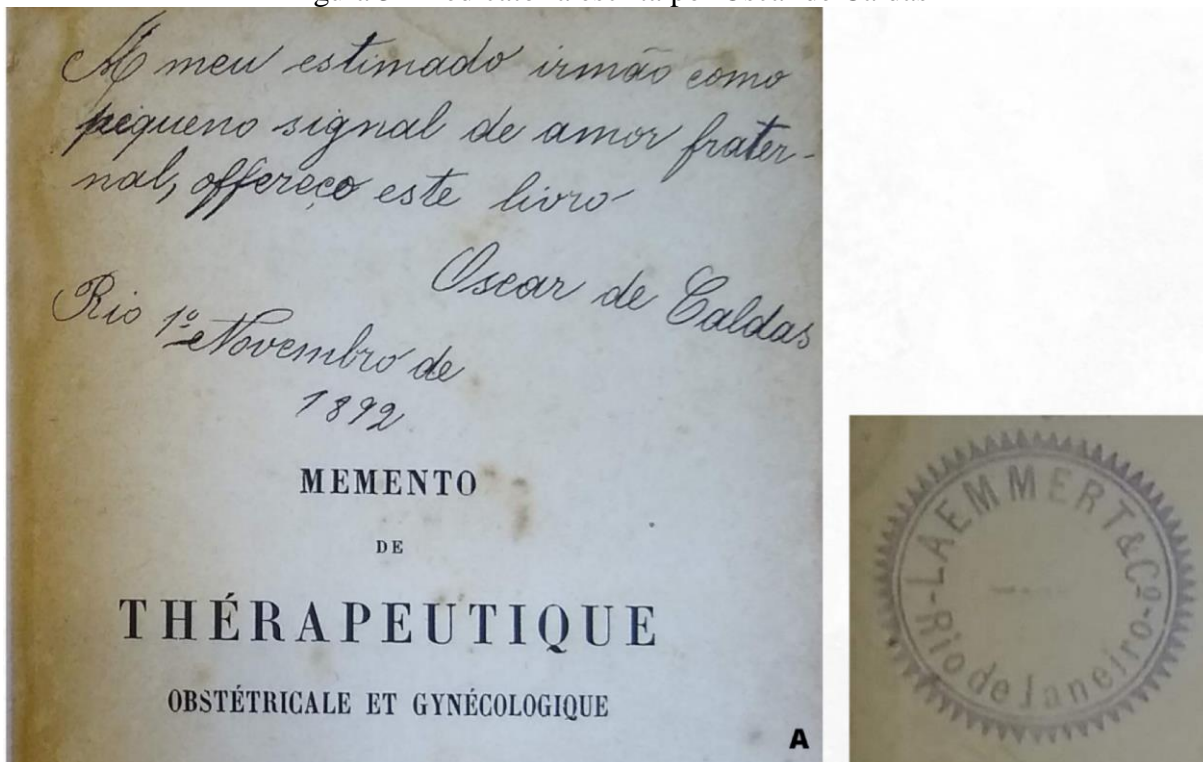 A meu estimado irmão como
pequeno signal de amor frater-
nal, offereço este livro
Oscar de Caldas
Rio 1º Novembro de
1892
MEMENTO
DE
THÉRAPEUTIQUE
OBSTÉTRICALE ET GYNÉCOLOGIQUE
A
LAEMMERT & Cº
-Rio de Janeiro-